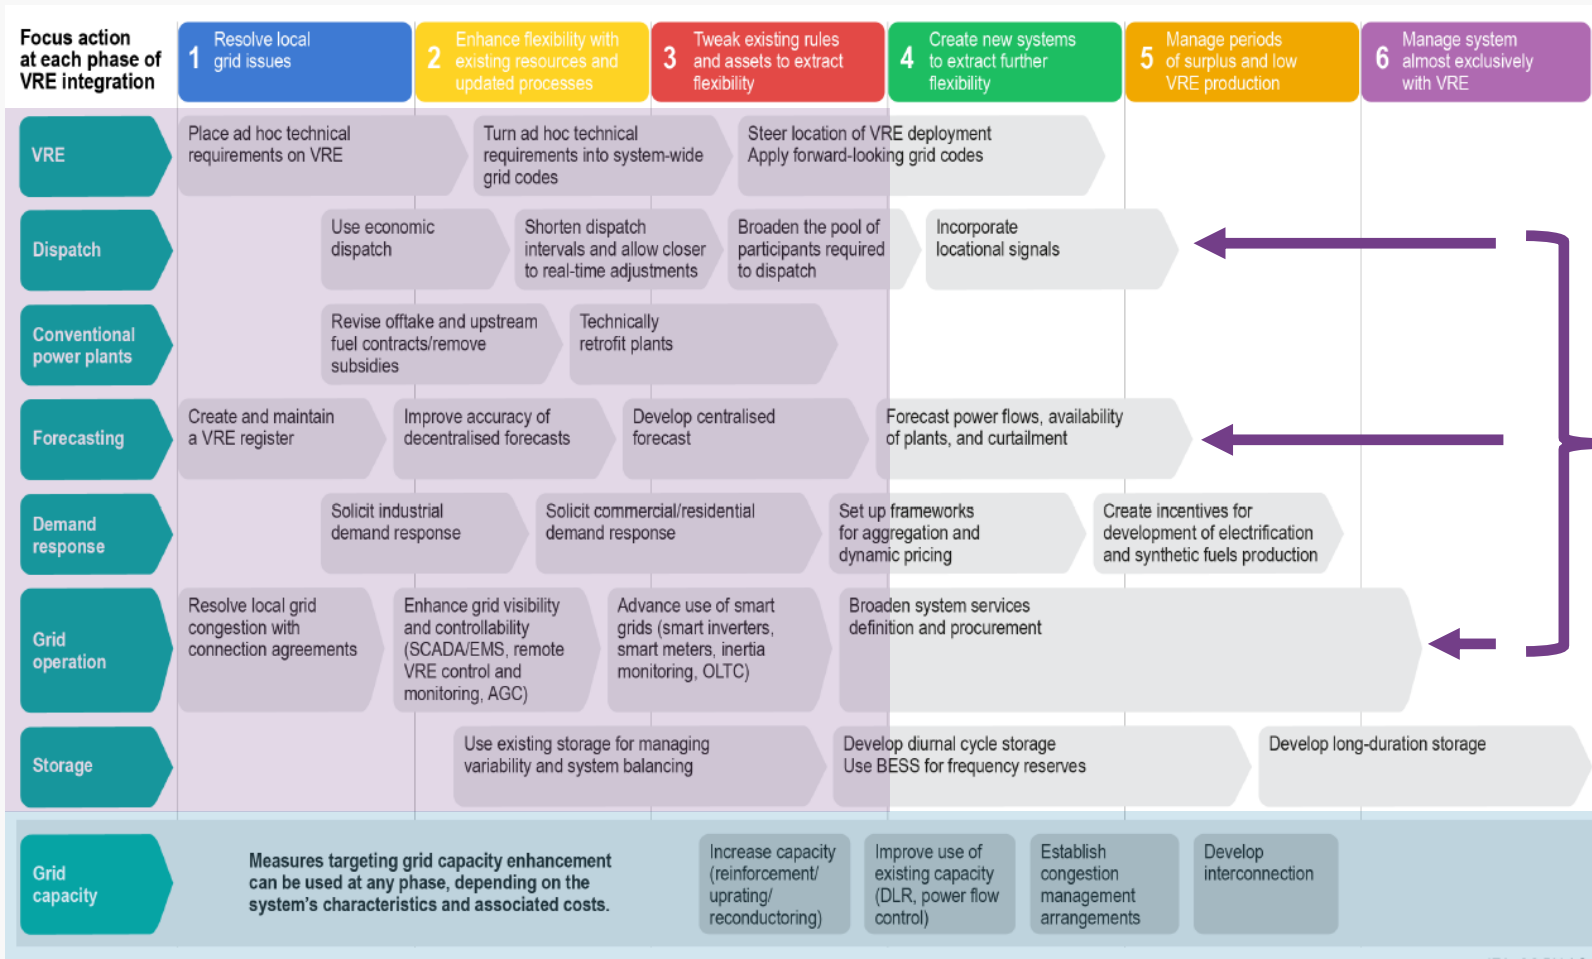 Focus action
at each phase of
VRE integration
1 Resolve local
grid issues
2 Enhance flexibility with
existing resources and
updated processes
3 Tweak existing rules
and assets to extract
flexibility
4 Create new systems
to extract further
flexibility
5 Manage periods
of surplus and low
VRE production
6 Manage system
almost exclusively
with VRE
VRE
Place ad hoc technical
requirements on VRE
Turn ad hoc technical
requirements into system-wide
grid codes
Steer location of VRE deployment
Apply forward-looking grid codes
Dispatch
Use economic
dispatch
Shorten dispatch
intervals and allow closer
to real-time adjustments
Broaden the pool of
participants required
to dispatch
Incorporate
locational signals
Conventional
power plants
Revise offtake and upstream
fuel contracts/remove
subsidies
Technically
retrofit plants
Forecasting
Create and maintain
a VRE register
Improve accuracy of
decentralised forecasts
Develop centralised
forecast
Forecast power flows, availability
of plants, and curtailment
Demand
response
Solicit industrial
demand response
Solicit commercial/residential
demand response
Set up frameworks
for aggregation and
dynamic pricing
Create incentives for
development of electrification
and synthetic fuels production
Grid
operation
Resolve local grid
congestion with
connection agreements
Enhance grid visibility
and controllability
(SCADA/EMS, remote
VRE control and
monitoring, AGC)
Advance use of smart
grids (smart inverters,
smart meters, inertia
monitoring, OLTC)
Broaden system services
definition and procurement
Storage
Use existing storage for managing
variability and system balancing
Develop diurnal cycle storage
Use BESS for frequency reserves
Develop long-duration storage
Grid
capacity
Measures targeting grid capacity enhancement
can be used at any phase, depending on the
system's characteristics and associated costs.
Increase capacity
(reinforcement/
uprating/
reconductoring)
Improve use of
existing capacity
(DLR, power flow
control)
Establish
congestion
management
arrangements
Develop
interconnection